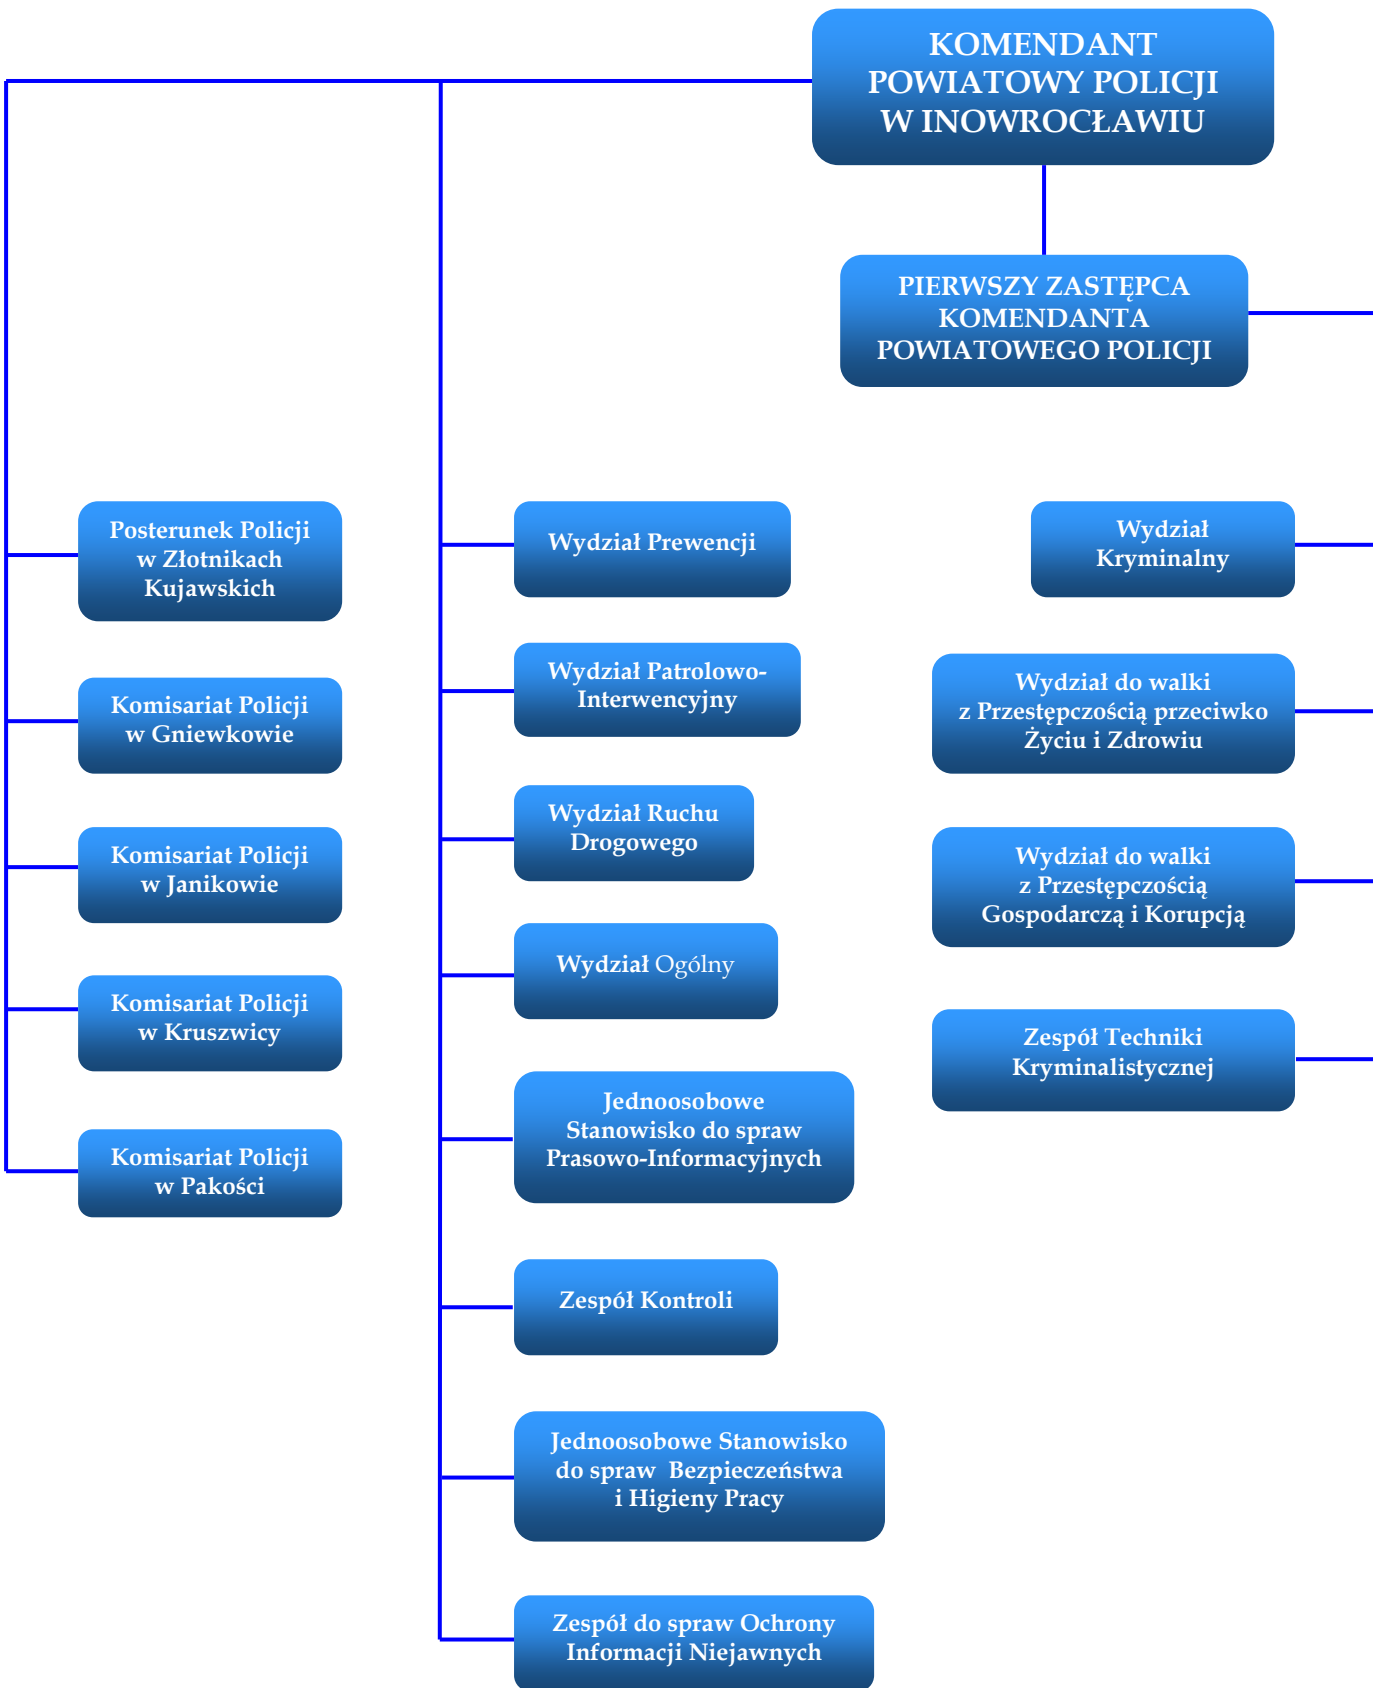 KOMENDANT
POWIATOWY POLICJI
W INOWROCŁAWIU
PIERWSZY ZASTĘPCA
KOMENDANTA
POWIATOWEGO POLICJI
Posterunek Policji
w Złotnikach
Kujawskich
Komisariat Policji
w Gniewkowie
Komisariat Policji
w Janikowie
Komisariat Policji
w Kruszwicy
Komisariat Policji
w Pakości
Wydział Prewencji
Wydział Patrolowo-
Interwencyjny
Wydział Ruchu
Drogowego
Wydział Ogólny
Jednoosobowe
Stanowisko do spraw
Prasowo-Informacyjnych
Zespół Kontroli
Jednoosobowe Stanowisko
do spraw  Bezpieczeństwa
i Higieny Pracy
Zespół do spraw Ochrony
Informacji Niejawnych
Wydział
Kryminalny
Wydział do walki
z Przestępczością przeciwko
Życiu i Zdrowiu
Wydział do walki
z Przestępczością
Gospodarczą i Korupcją
Zespół Techniki
Kryminalistycznej